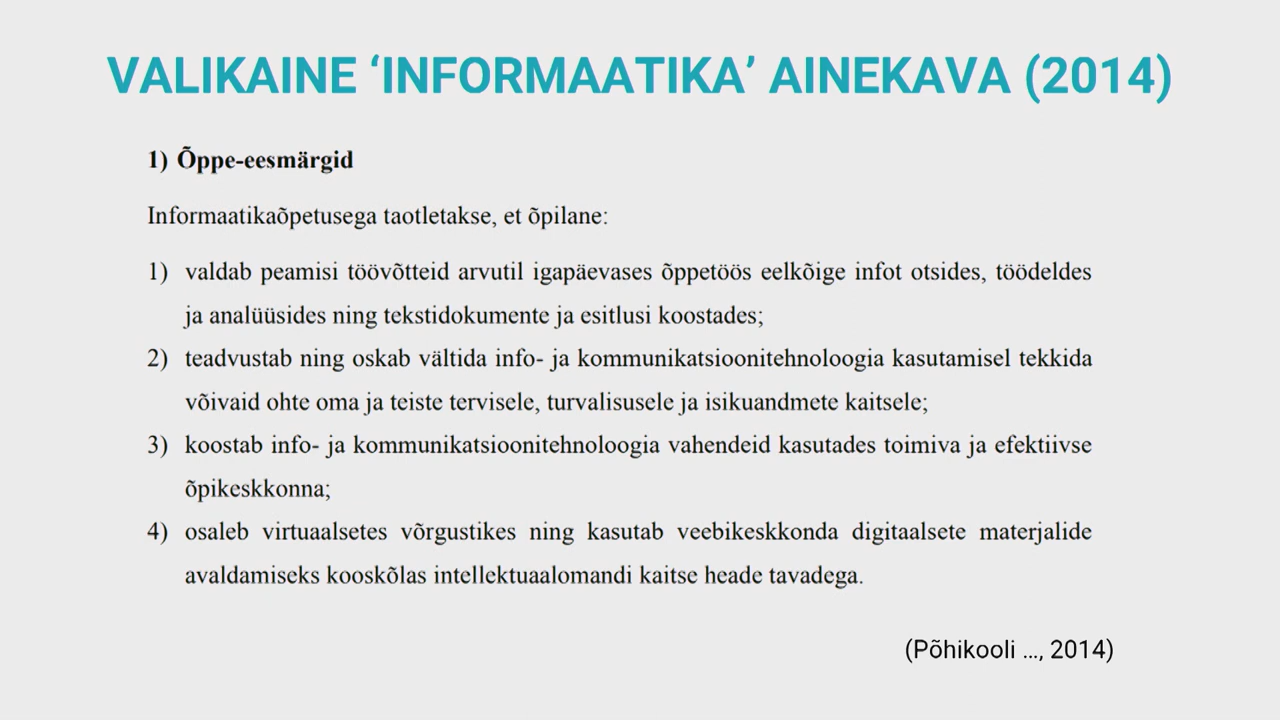 VALIKAINE ‘INFORMAATIKA’ AINEKAVA (2014)
1) Õppe-eesmärgid
Informaatikaõpetusega taotletakse, et õpilane:
1) valdab peamisi töövõtteid arvutil igapäevases õppetöös eelkõige infot otsides, töödeldes
ja analüüsides ning tekstidokumente ja esitlusi koostades;
2) teadvustab ning oskab vältida info- ja kommunikatsioonitehnoloogia kasutamisel tekkida
võivaid ohte oma ja teiste tervisele, turvalisusele ja isikuandmete kaitsele;
3) koostab info- ja kommunikatsioonitehnoloogia vahendeid kasutades toimiva ja efektiivse
õpikeskkonna;
4) osaleb virtuaalsetes võrgustikes ning kasutab veebikeskkonda digitaalsete materjalide
avaldamiseks kooskõlas intellektuaalomandi kaitse heade tavadega.
(Põhikooli ..., 2014)